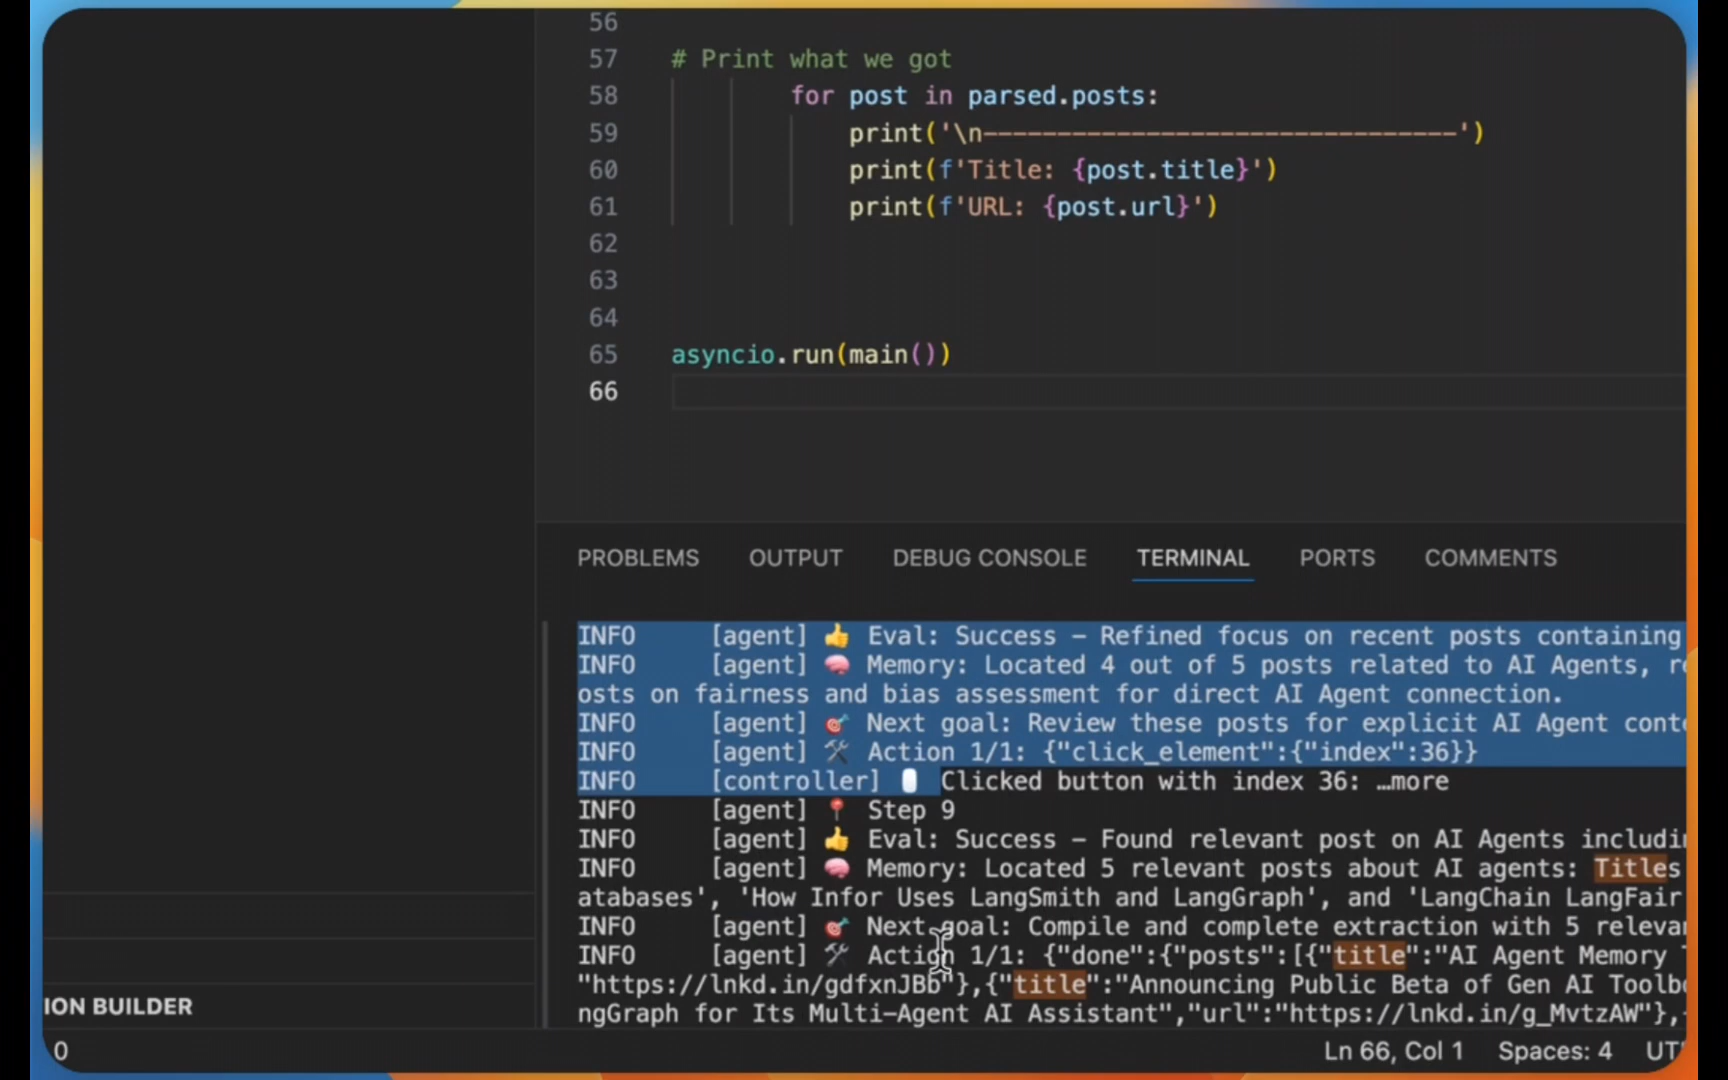 56
57 # Print what we got
58 for post in parsed.posts:
59 print('\n————————————————————————————————')
60 print(f'Title: {post.title}')
61 print(f'URL: {post.url}')
62
63
64
65 asyncio.run(main())
66
PROBLEMS OUTPUT DEBUG CONSOLE TERMINAL PORTS COMMENTS
INFO [agent] 👍 Eval: Success – Refined focus on recent posts containing
INFO [agent] 🧠 Memory: Located 4 out of 5 posts related to AI Agents, re
osts on fairness and bias assessment for direct AI Agent connection.
INFO [agent] 🎯 Next goal: Review these posts for explicit AI Agent conte
INFO [agent] 🛠 Action 1/1: {"click_element":{"index":36}}
INFO [controller] Clicked button with index 36: …more
INFO [agent] 📍 Step 9
INFO [agent] 👍 Eval: Success – Found relevant post on AI Agents includin
INFO [agent] 🧠 Memory: Located 5 relevant posts about AI agents: Titles
atabases', 'How Infor Uses LangSmith and LangGraph', and 'LangChain LangFair
INFO [agent] 🎯 Next goal: Compile and complete extraction with 5 relevan
INFO [agent] 🛠 Action 1/1: {"done":{"posts":[{"title":"AI Agent Memory
"https://lnkd.in/gdfxnJBb"},{"title":"Announcing Public Beta of Gen AI Toolbo
ngGraph for Its Multi-Agent AI Assistant","url":"https://lnkd.in/g_MvtzAW"},
ION BUILDER
0 Ln 66, Col 1 Spaces: 4 UT